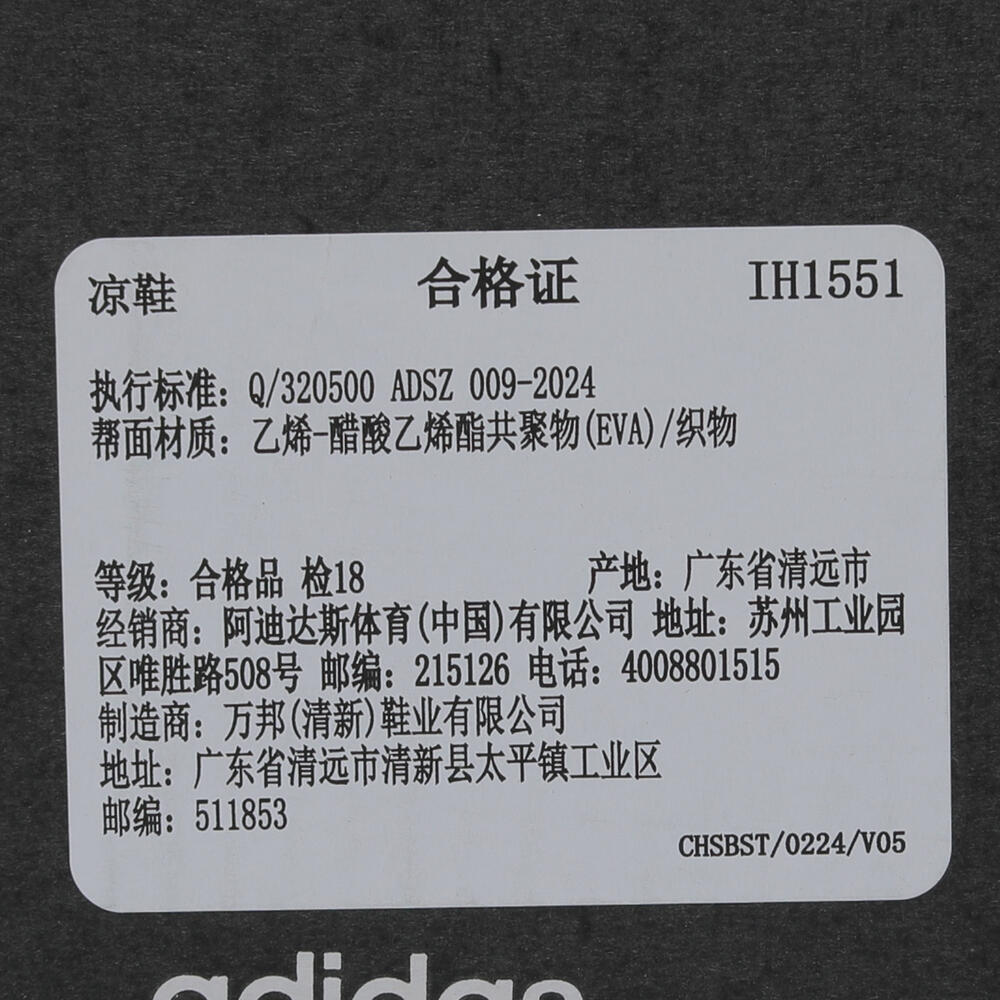 凉鞋 合格证 IH1551
执行标准：Q/320500 ADSZ 009-2024
帮面材质：乙烯-醋酸乙烯酯共聚物(EVA)/织物
等级：合格品 检18 产地：广东省清远市
经销商：阿迪达斯体育(中国)有限公司 地址：苏州工业园
区唯胜路508号 邮编：215126 电话：4008801515
制造商：万邦(清新)鞋业有限公司
地址：广东省清远市清新县太平镇工业区
邮编：511853
CHSBST/0224/V05
adidas